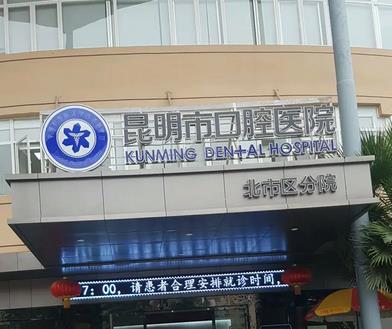 昆明市口腔医院
KUNMING DENTAL HOSPITAL
北市区分院
7：00，请患者合理安排就诊时间，